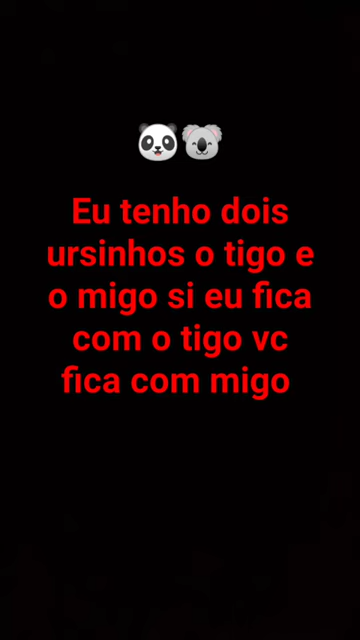 🐼🐨
Eu tenho dois
ursinhos o tigo e
o migo si eu fica
com o tigo vc
fica com migo